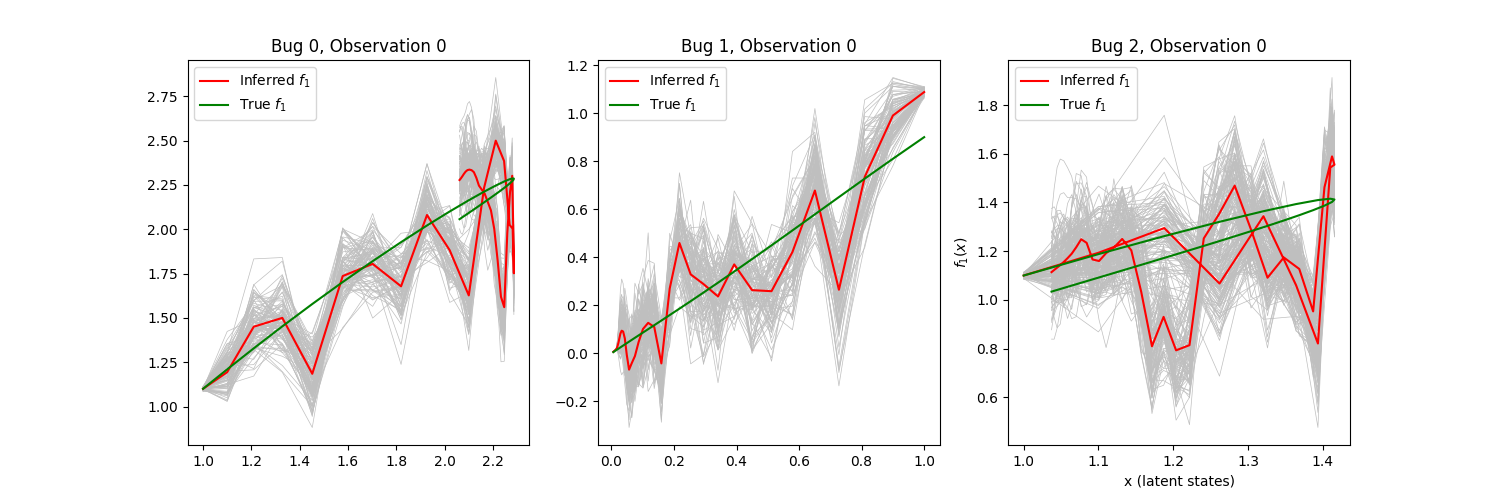 Bug 0, Observation 0
Inferred f₁
True f₁
2.75
2.50
2.25
2.00
1.75
1.50
1.25
1.00
1.0 1.2 1.4 1.6 1.8 2.0 2.2
Bug 1, Observation 0
Inferred f₁
True f₁
1.2
1.0
0.8
0.6
0.4
0.2
0.0
−0.2
0.0 0.2 0.4 0.6 0.8 1.0
Bug 2, Observation 0
Inferred f₁
True f₁
f₁(x)
1.8
1.6
1.4
1.2
1.0
0.8
0.6
1.0 1.1 1.2 1.3 1.4
x (latent states)